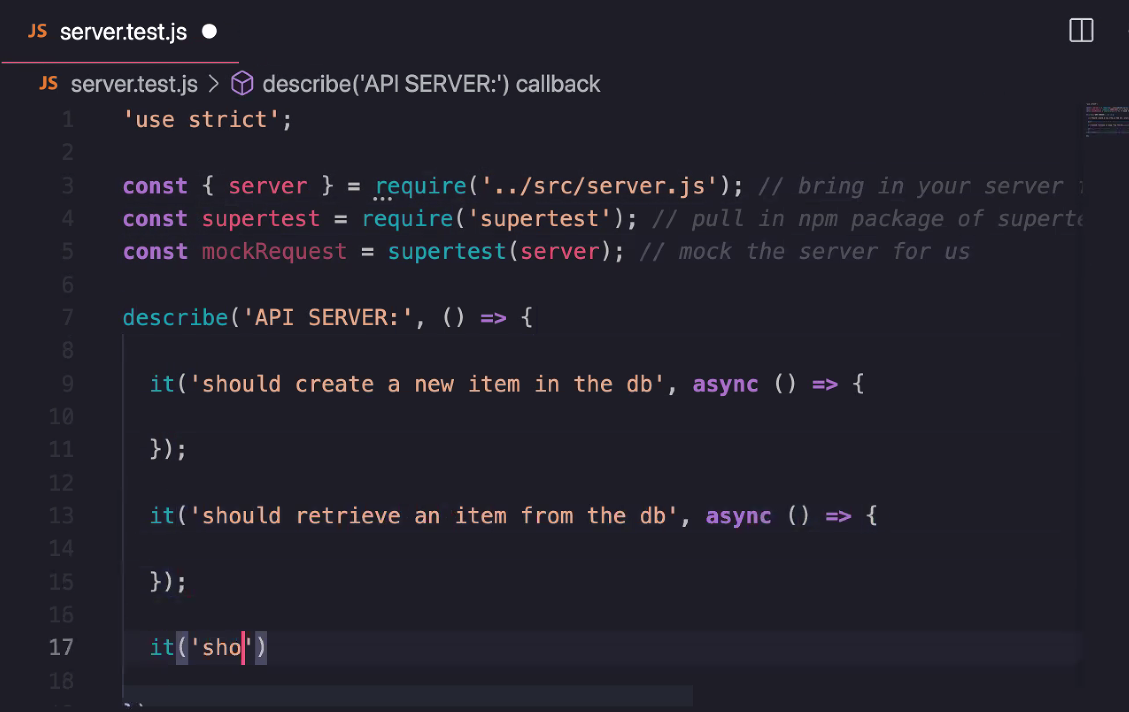 JS server.test.js
JS server.test.js > describe('API SERVER:') callback
1 'use strict';
2
3 const { server } = require('../src/server.js'); // bring in your server
4 const supertest = require('supertest'); // pull in npm package of superte
5 const mockRequest = supertest(server); // mock the server for us
6
7 describe('API SERVER:', () => {
8
9 it('should create a new item in the db', async () => {
10
11 });
12
13 it('should retrieve an item from the db', async () => {
14
15 });
16
17 it('sho')
18